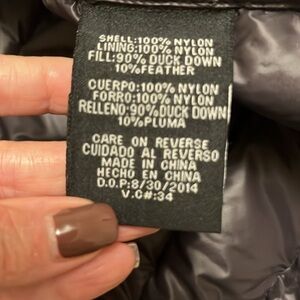 SHELL:100% NYLON
LINING:100% NYLON
FILL:90% DUCK DOWN
10%FEATHER
CUERPO:100% NYLON
FORRO:100% NYLON
RELLENO:90%DUCK DOWN
10%PLUMA
CARE ON REVERSE
CUIDADO AL REVERSO
MADE IN CHINA
HECHO EN CHINA
D.O.P:8/30/2014
V.C#:34